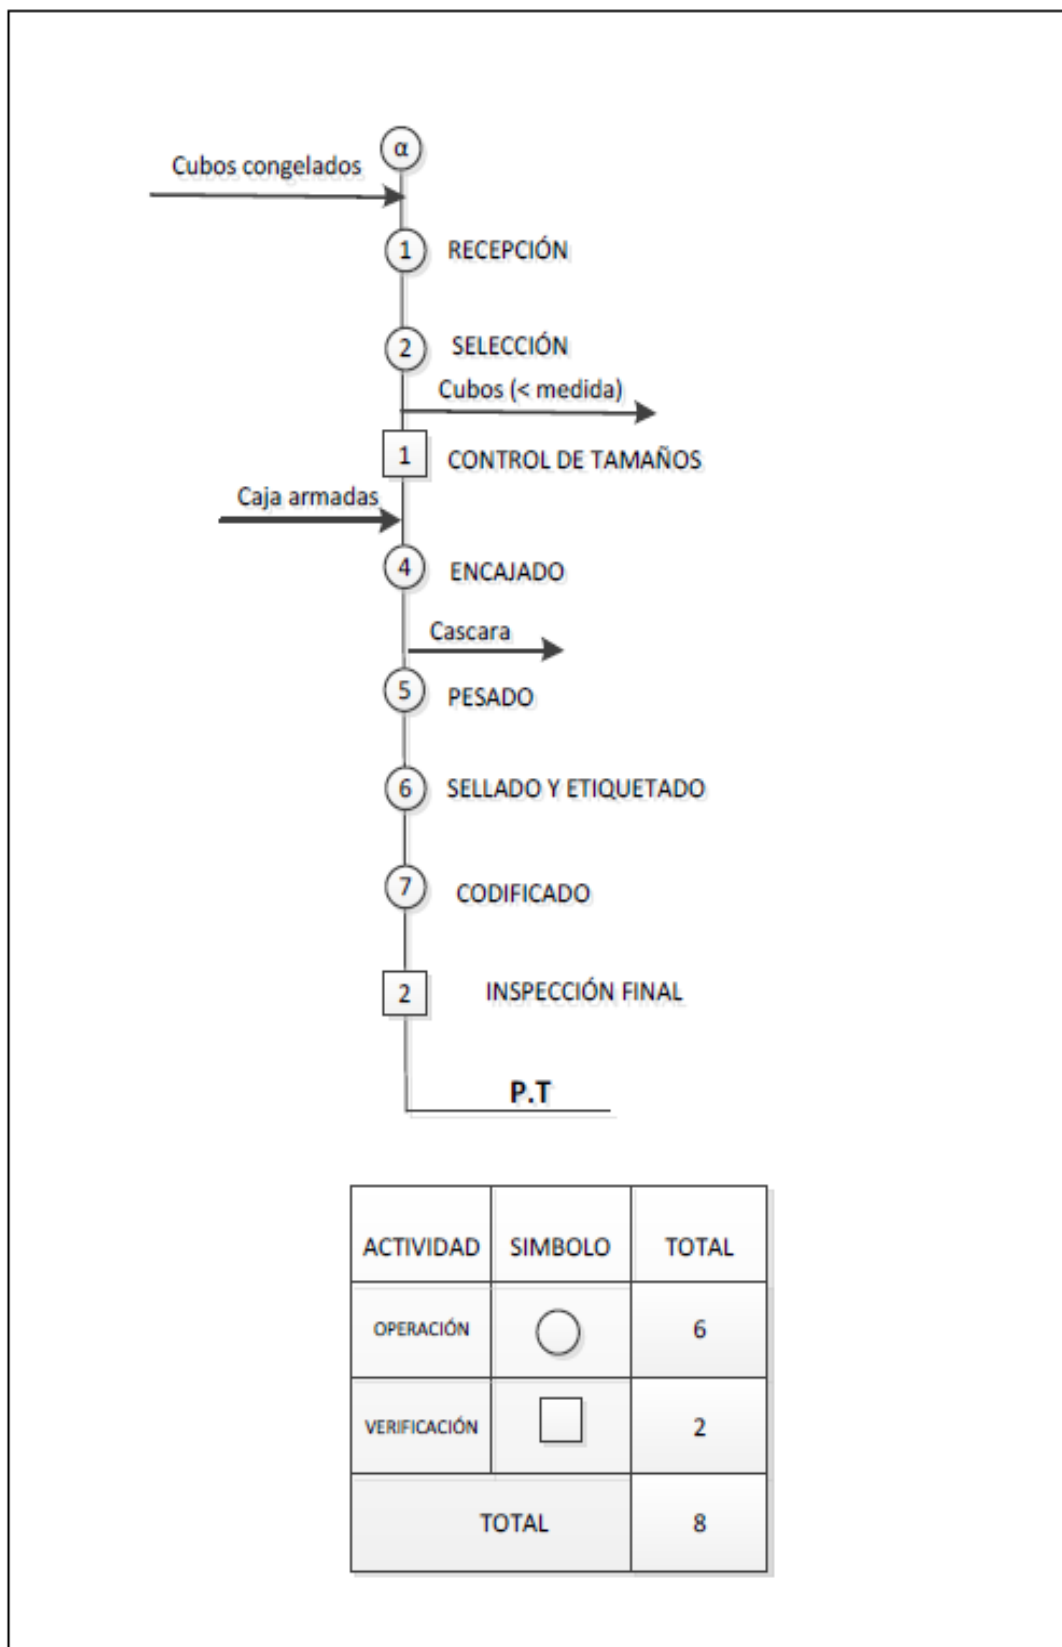 α
Cubos congelados
1 RECEPCIÓN
2 SELECCIÓN
Cubos (< medida)
1 CONTROL DE TAMAÑOS
Caja armadas
4 ENCAJADO
Cascara
5 PESADO
6 SELLADO Y ETIQUETADO
7 CODIFICADO
2 INSPECCIÓN FINAL
P.T
ACTIVIDAD SIMBOLO TOTAL
OPERACIÓN 6
VERIFICACIÓN 2
TOTAL 8